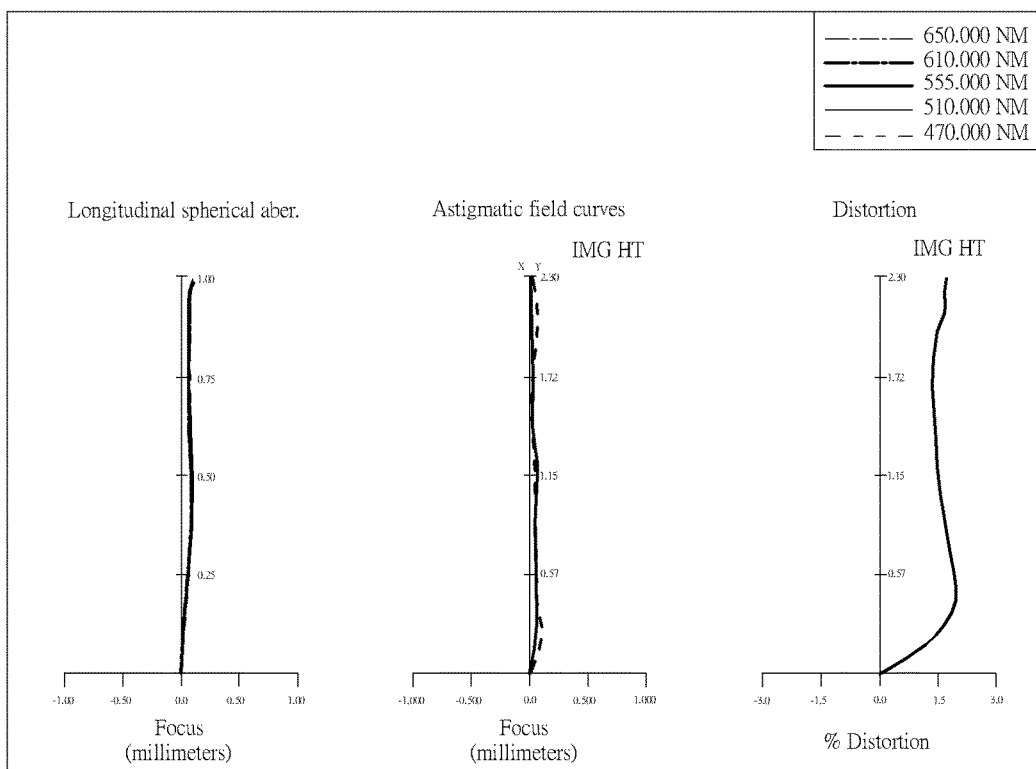 650.000 NM
610.000 NM
555.000 NM
510.000 NM
470.000 NM
Longitudinal spherical aber.
1.00
0.75
0.50
0.25
-1.00 -0.50 0.0 0.50 1.00
Focus
(millimeters)
Astigmatic field curves
IMG HT
X Y
2.30
1.72
1.15
0.57
-1.000 -0.500 0.0 0.500 1.000
Focus
(millimeters)
Distortion
IMG HT
2.30
1.72
1.15
0.57
-3.0 -1.5 0.0 1.5 3.0
% Distortion